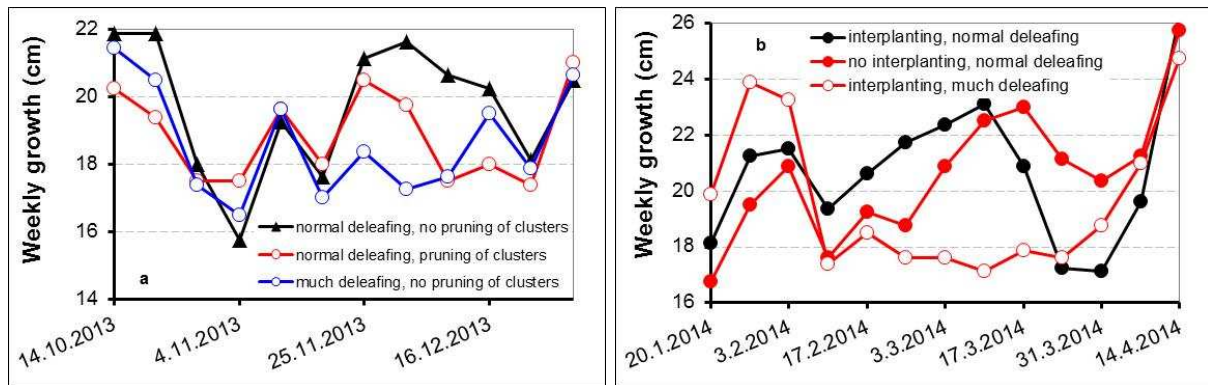 Weekly growth (cm)
22
20
18
16
14
a
normal deleafing, no pruning of clusters
normal deleafing, pruning of clusters
much deleafing, no pruning of clusters
14.10.2013
4.11.2013
25.11.2013
16.12.2013
Weekly growth (cm)
26
24
22
20
18
16
b
interplanting, normal deleafing
no interplanting, normal deleafing
interplanting, much deleafing
20.1.2014
3.2.2014
17.2.2014
3.3.2014
17.3.2014
31.3.2014
14.4.2014